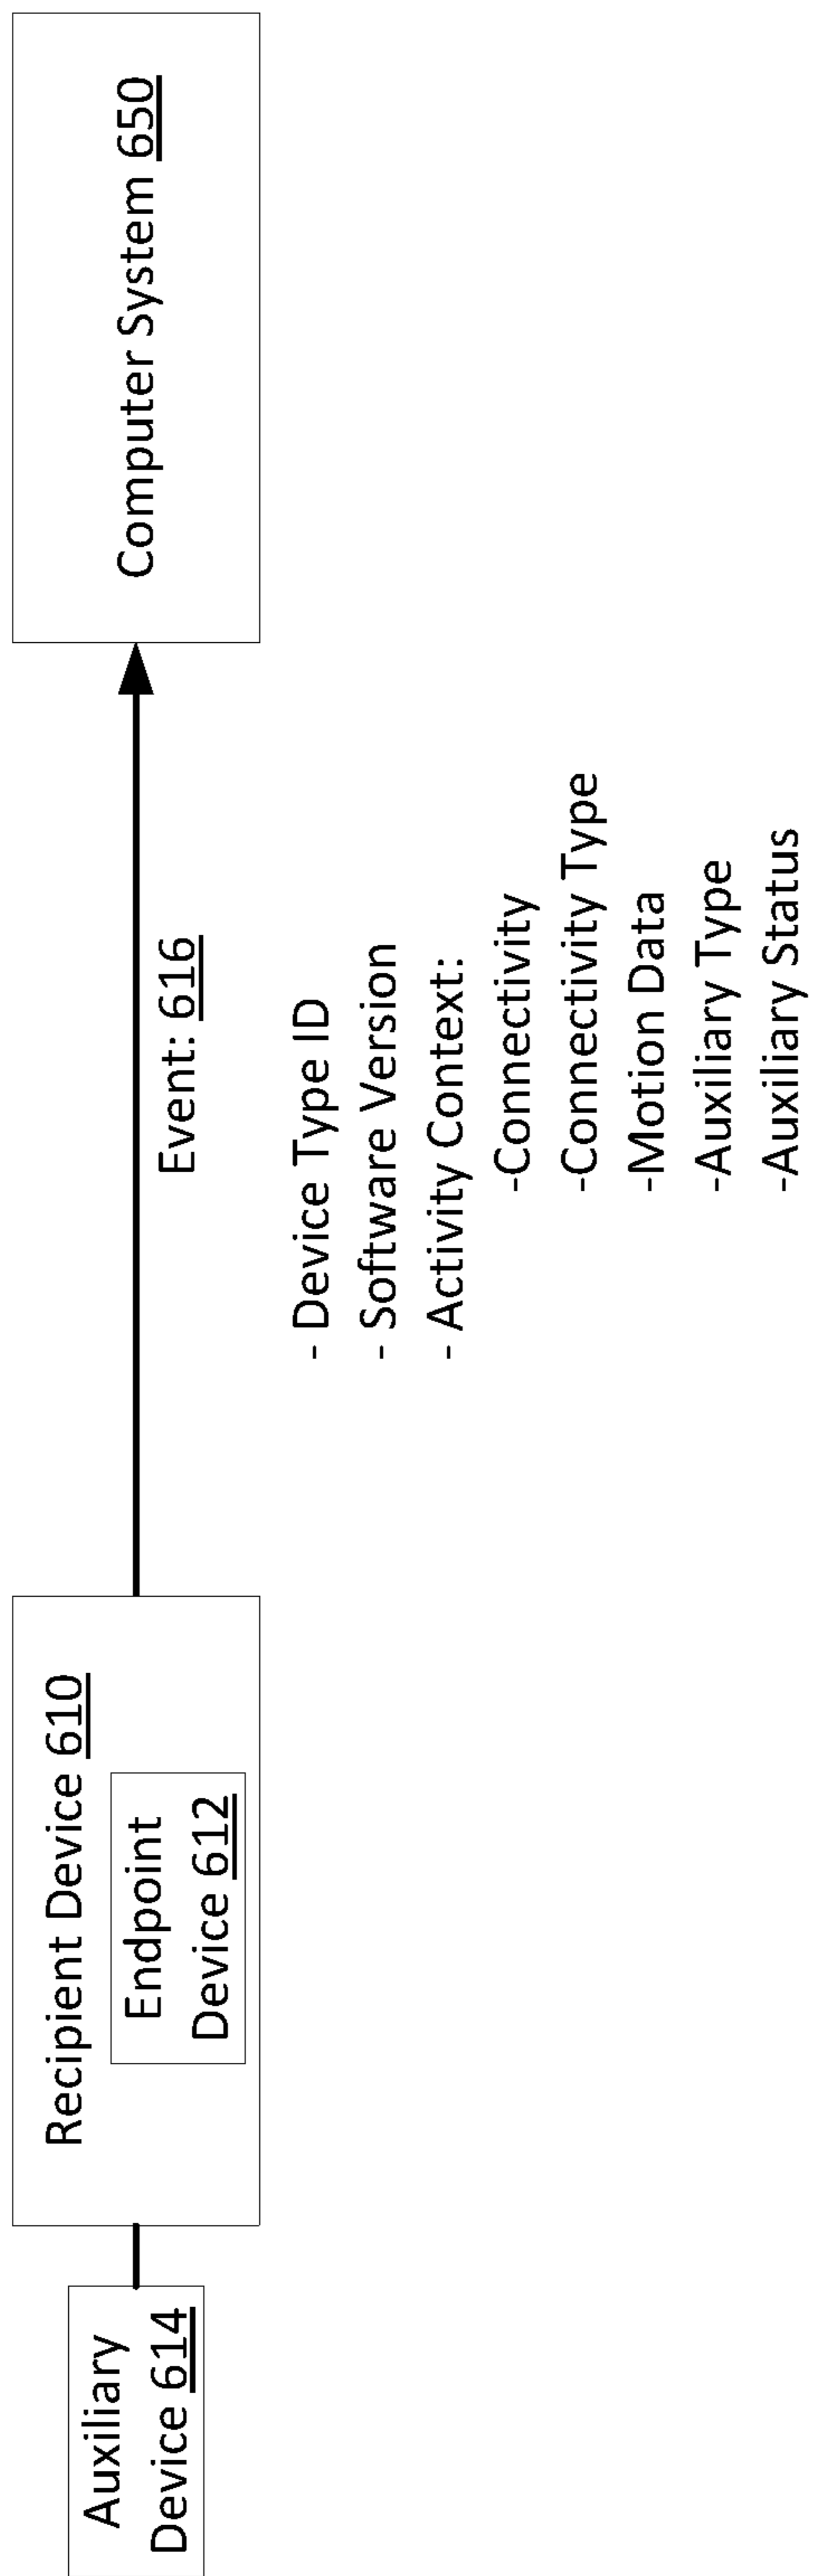 Auxiliary
Device 614
Recipient Device 610
Endpoint
Device 612
Event: 616
Computer System 650
- Device Type ID
- Software Version
- Activity Context:
-Connectivity
-Connectivity Type
-Motion Data
-Auxiliary Type
-Auxiliary Status